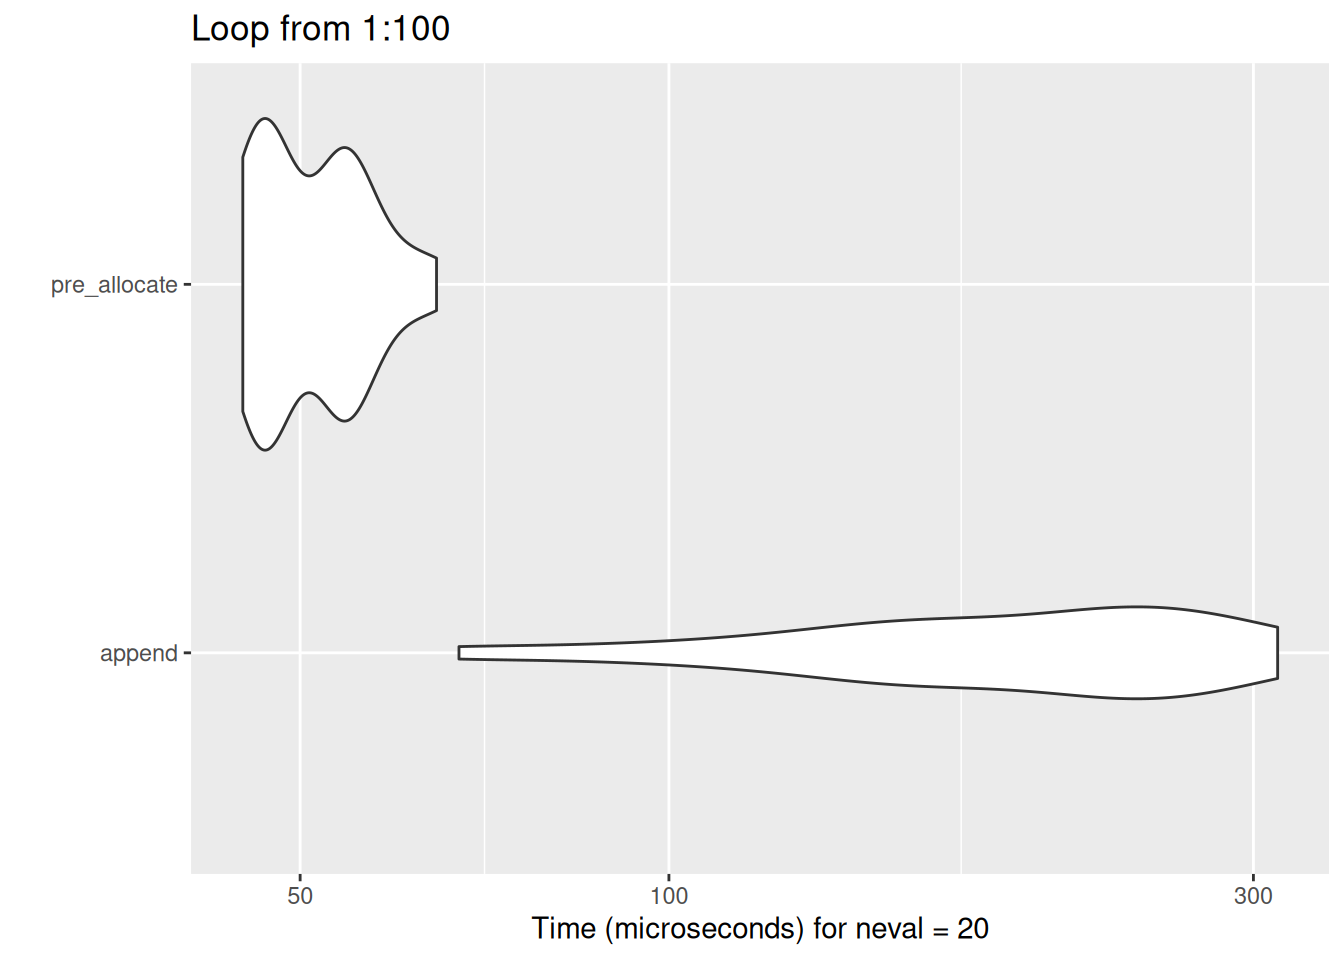 Loop from 1:100
pre_allocate
append
50 100 300
Time (microseconds) for neval = 20